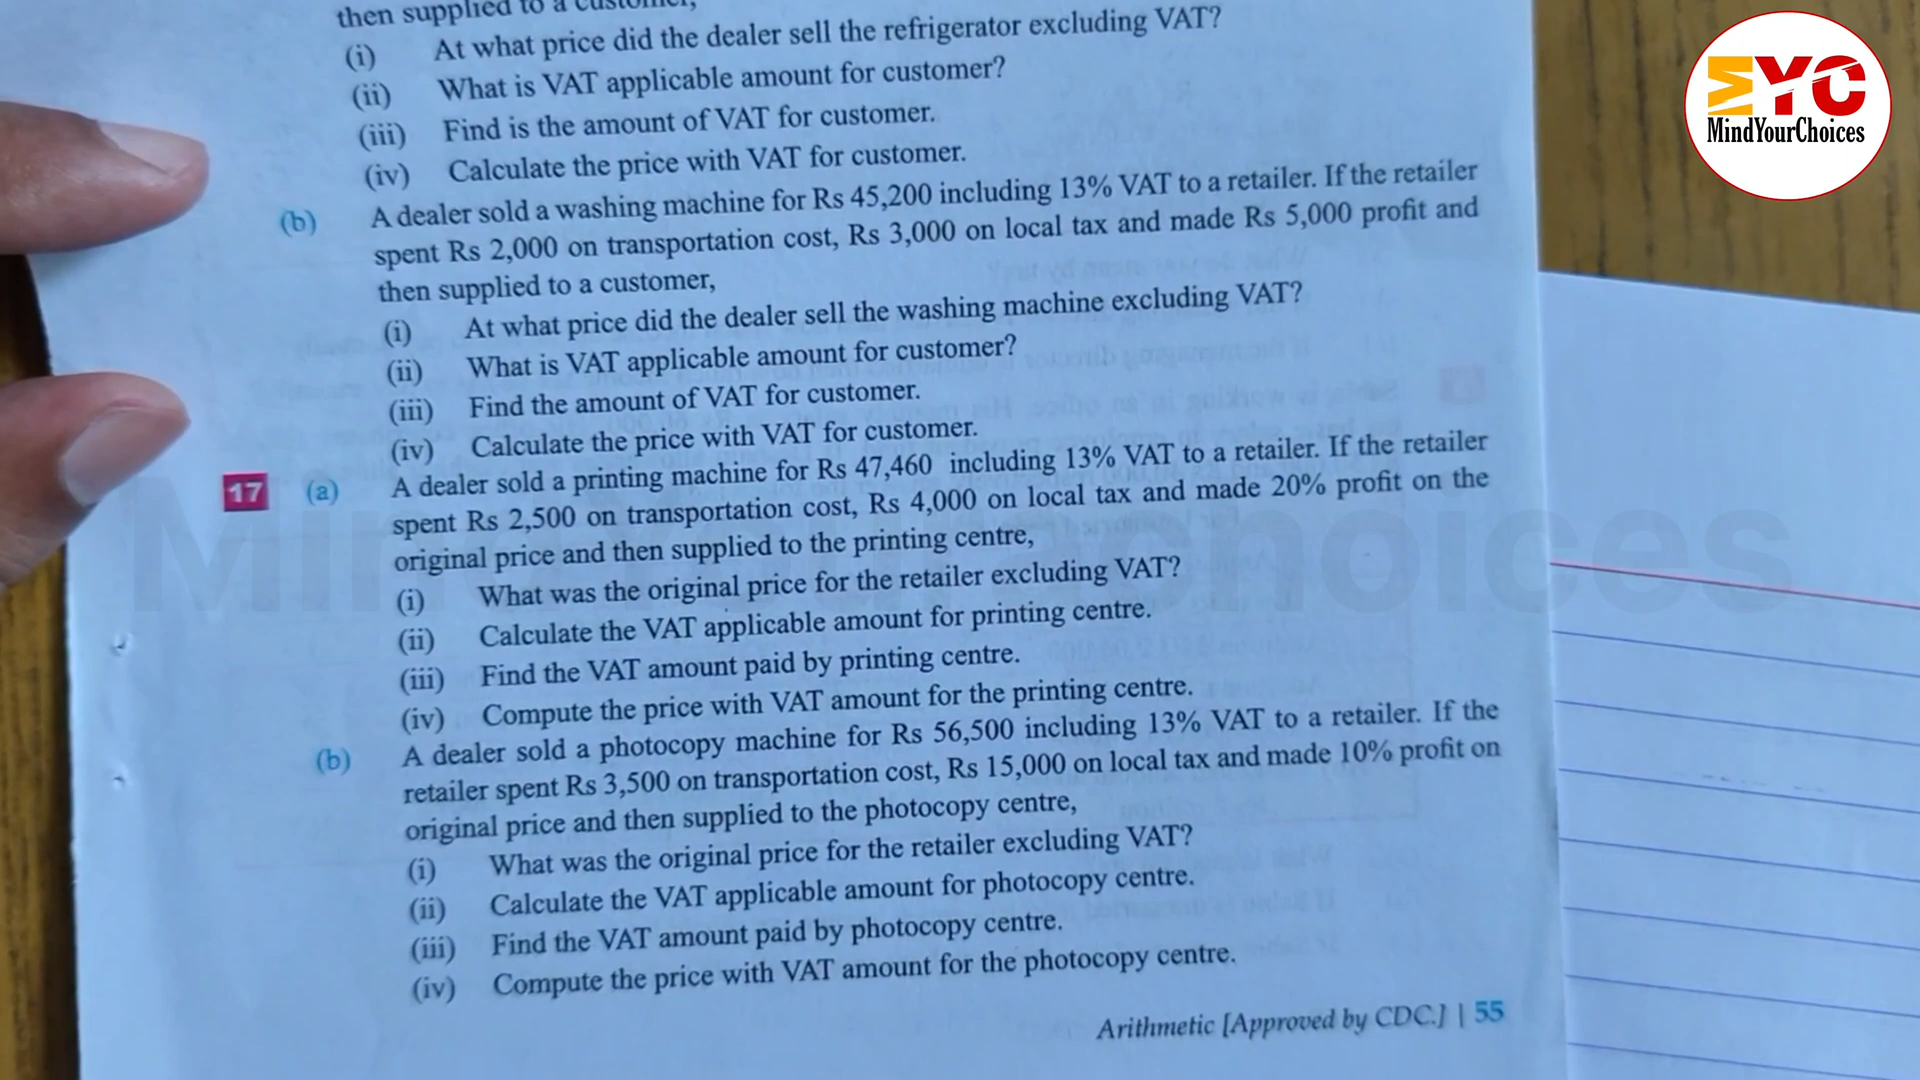 then supplied to a customer,
(i) At what price did the dealer sell the refrigerator excluding VAT?
(ii) What is VAT applicable amount for customer?
(iii) Find is the amount of VAT for customer.
(iv) Calculate the price with VAT for customer.
(b) A dealer sold a washing machine for Rs 45,200 including 13% VAT to a retailer. If the retailer
spent Rs 2,000 on transportation cost, Rs 3,000 on local tax and made Rs 5,000 profit and
then supplied to a customer,
(i) At what price did the dealer sell the washing machine excluding VAT?
(ii) What is VAT applicable amount for customer?
(iii) Find the amount of VAT for customer.
(iv) Calculate the price with VAT for customer.
17 (a) A dealer sold a printing machine for Rs 47,460 including 13% VAT to a retailer. If the retailer
spent Rs 2,500 on transportation cost, Rs 4,000 on local tax and made 20% profit on the
original price and then supplied to the printing centre,
(i) What was the original price for the retailer excluding VAT?
(ii) Calculate the VAT applicable amount for printing centre.
(iii) Find the VAT amount paid by printing centre.
(iv) Compute the price with VAT amount for the printing centre.
(b) A dealer sold a photocopy machine for Rs 56,500 including 13% VAT to a retailer. If the
retailer spent Rs 3,500 on transportation cost, Rs 15,000 on local tax and made 10% profit on
original price and then supplied to the photocopy centre,
(i) What was the original price for the retailer excluding VAT?
(ii) Calculate the VAT applicable amount for photocopy centre.
(iii) Find the VAT amount paid by photocopy centre.
(iv) Compute the price with VAT amount for the photocopy centre.
Arithmetic [Approved by CDC.] | 55
MYC
MindYourChoices